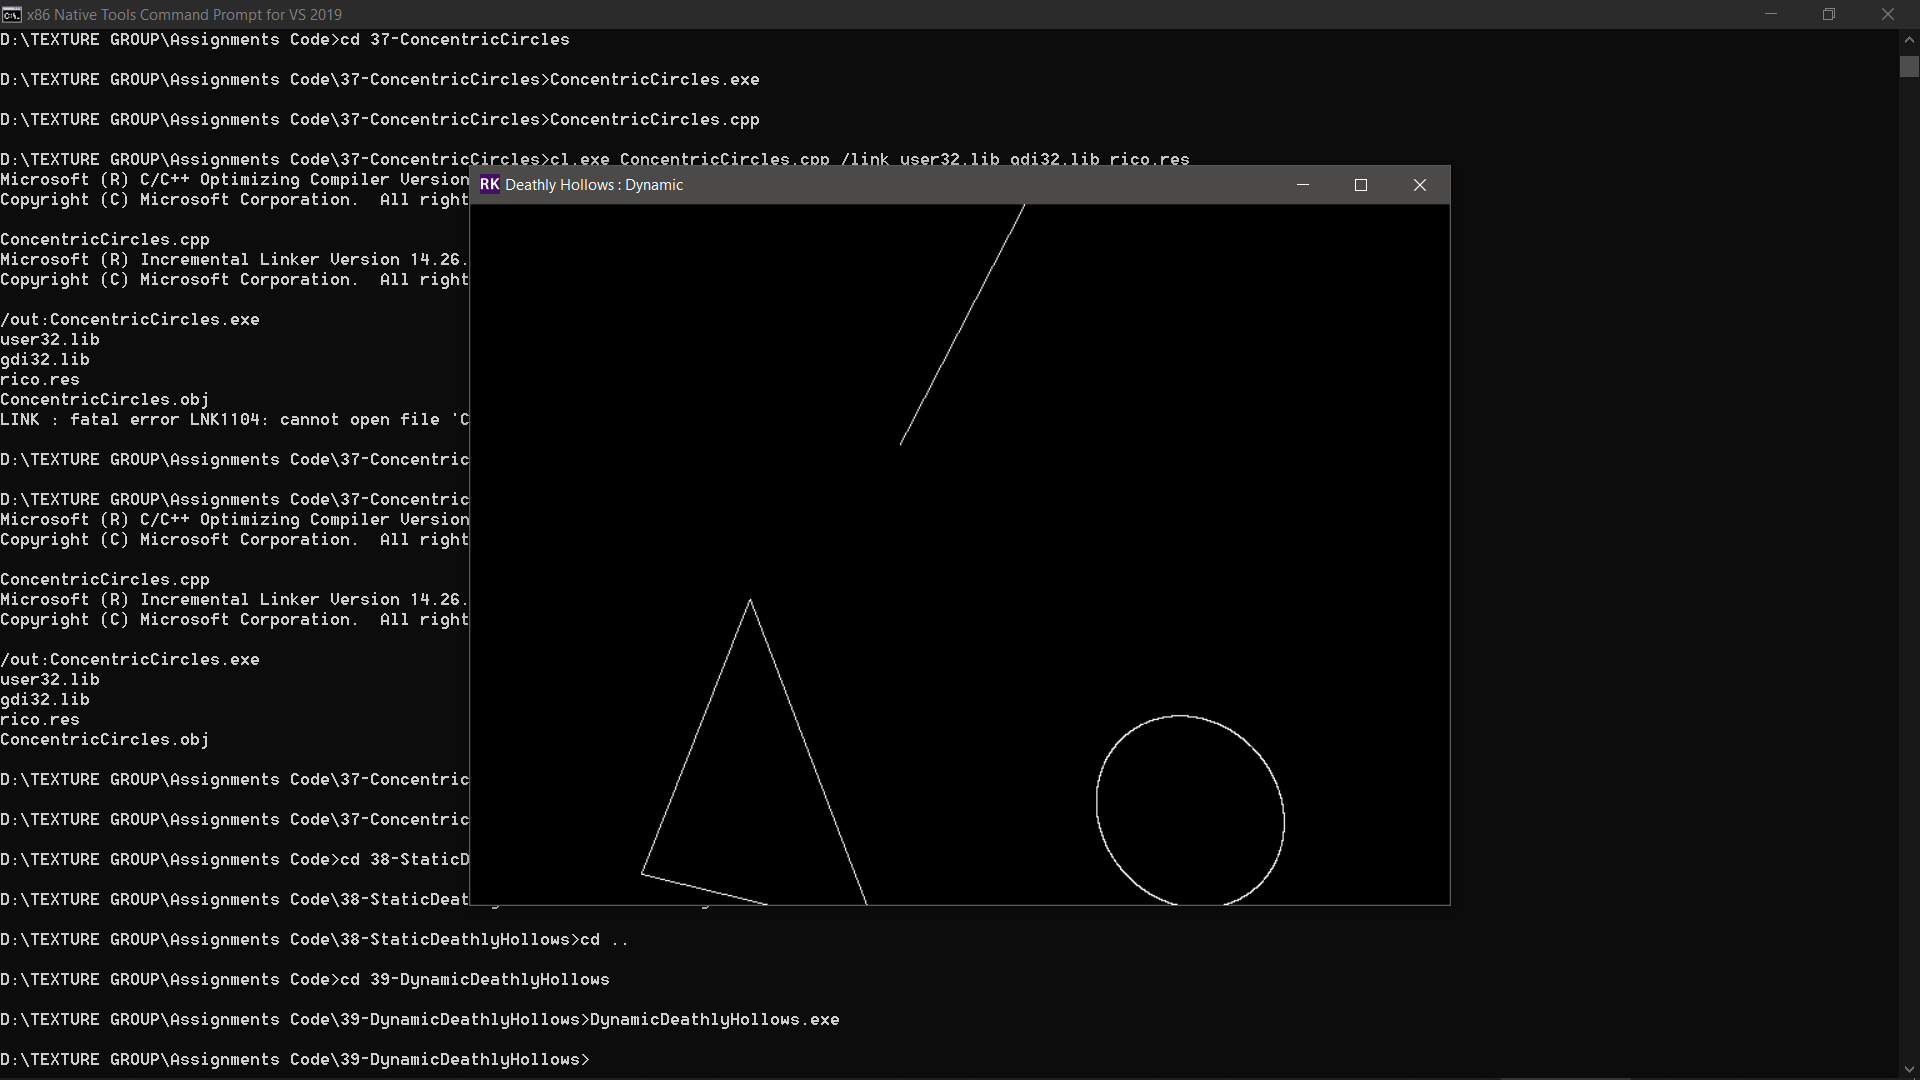 x86 Native Tools Command Prompt for VS 2019
D:\TEXTURE GROUP\Assignments Code>cd 37-ConcentricCircles
D:\TEXTURE GROUP\Assignments Code\37-ConcentricCircles>ConcentricCircles.exe
D:\TEXTURE GROUP\Assignments Code\37-ConcentricCircles>ConcentricCircles.cpp
D:\TEXTURE GROUP\Assignments Code\37-ConcentricCircles>cl.exe ConcentricCircles.cpp /link user32.lib gdi32.lib rico.res
Microsoft (R) C/C++ Optimizing Compiler Version
Copyright (C) Microsoft Corporation.  All right
RK Deathly Hollows : Dynamic
ConcentricCircles.cpp
Microsoft (R) Incremental Linker Version 14.26.
Copyright (C) Microsoft Corporation.  All right
/out:ConcentricCircles.exe
user32.lib
gdi32.lib
rico.res
ConcentricCircles.obj
LINK : fatal error LNK1104: cannot open file 'C
D:\TEXTURE GROUP\Assignments Code\37-Concentric
D:\TEXTURE GROUP\Assignments Code\37-Concentric
Microsoft (R) C/C++ Optimizing Compiler Version
Copyright (C) Microsoft Corporation.  All right
ConcentricCircles.cpp
Microsoft (R) Incremental Linker Version 14.26.
Copyright (C) Microsoft Corporation.  All right
/out:ConcentricCircles.exe
user32.lib
gdi32.lib
rico.res
ConcentricCircles.obj
D:\TEXTURE GROUP\Assignments Code\37-Concentric
D:\TEXTURE GROUP\Assignments Code\37-Concentric
D:\TEXTURE GROUP\Assignments Code>cd 38-StaticD
D:\TEXTURE GROUP\Assignments Code\38-StaticDeat
D:\TEXTURE GROUP\Assignments Code\38-StaticDeathlyHollows>cd ..
D:\TEXTURE GROUP\Assignments Code>cd 39-DynamicDeathlyHollows
D:\TEXTURE GROUP\Assignments Code\39-DynamicDeathlyHollows>DynamicDeathlyHollows.exe
D:\TEXTURE GROUP\Assignments Code\39-DynamicDeathlyHollows>